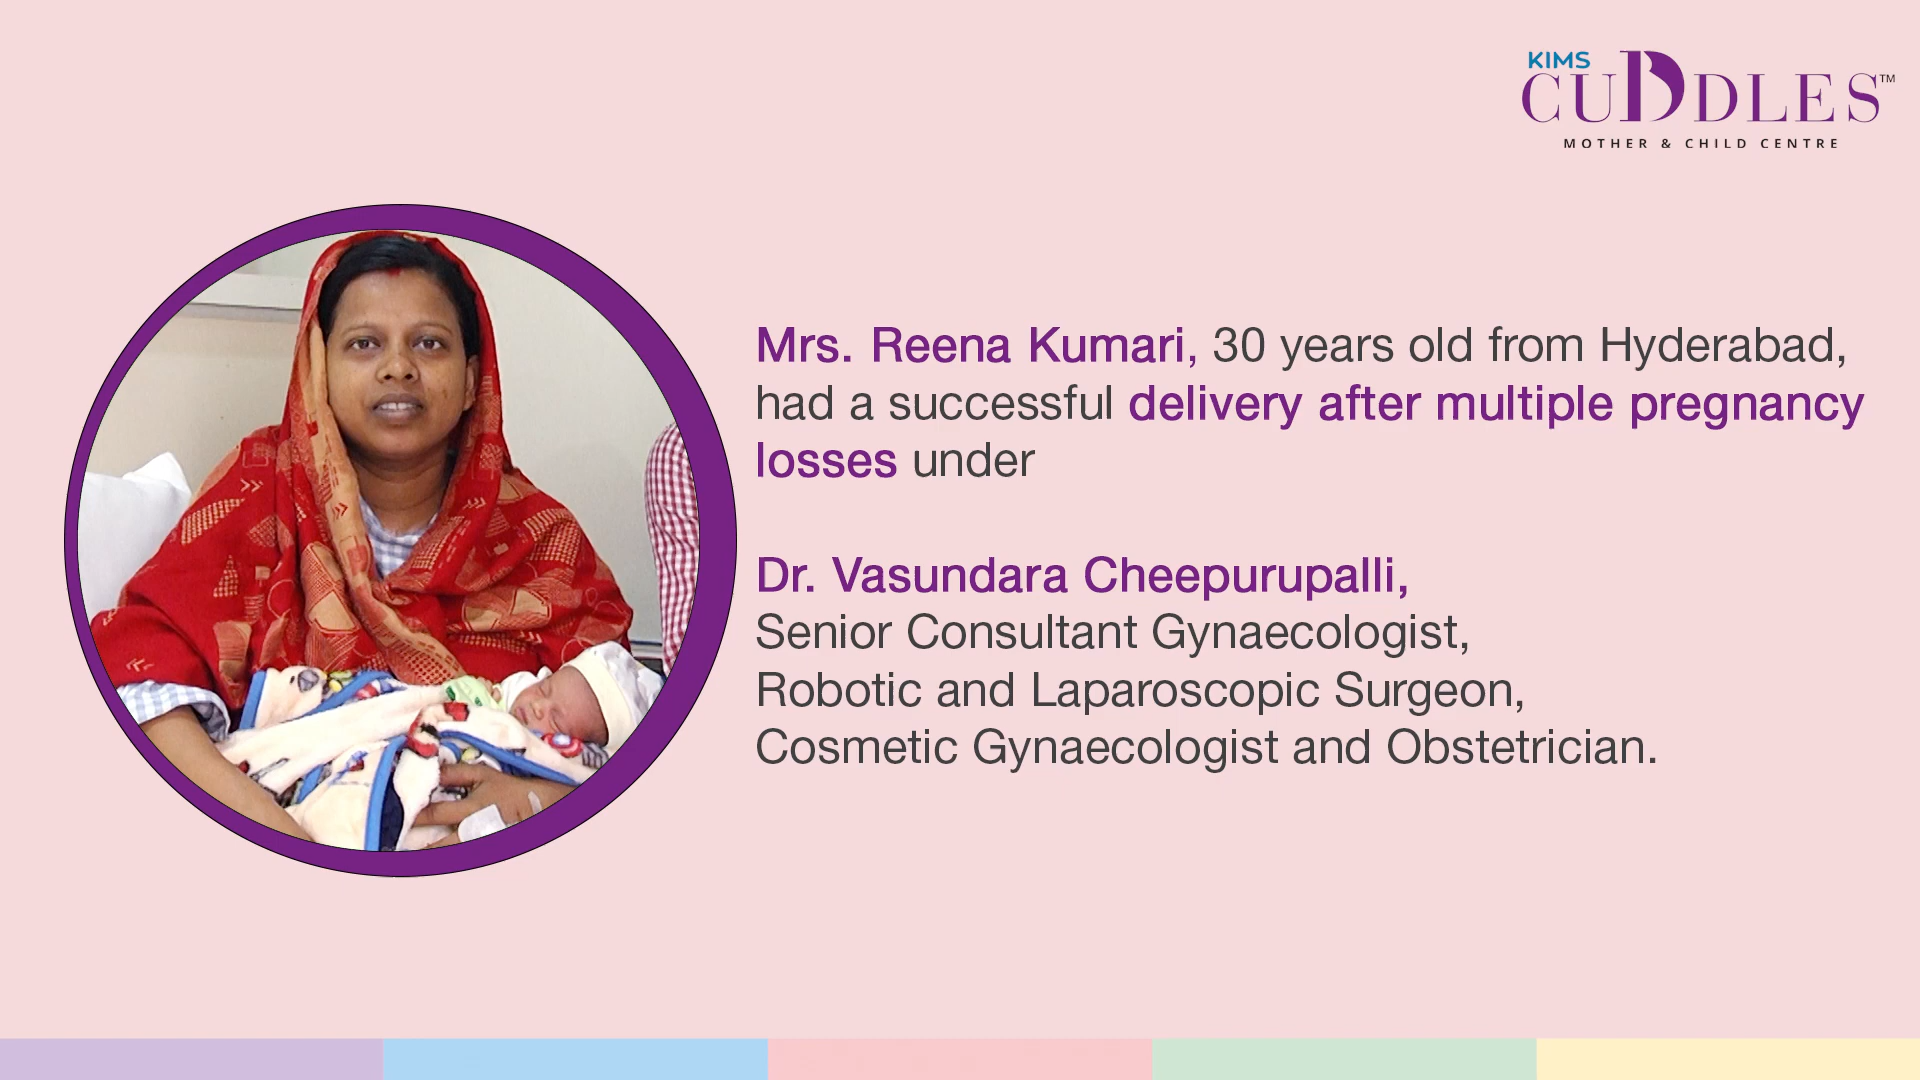 KIMS
CUDDLES™
MOTHER & CHILD CENTRE
Mrs. Reena Kumari, 30 years old from Hyderabad,
had a successful delivery after multiple pregnancy
losses under
Dr. Vasundara Cheepurupalli,
Senior Consultant Gynaecologist,
Robotic and Laparoscopic Surgeon,
Cosmetic Gynaecologist and Obstetrician.